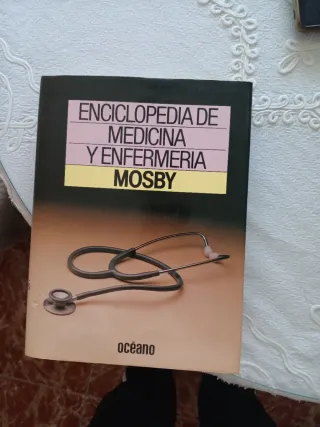 ENCICLOPEDIA DE
MEDICINA
Y ENFERMERIA
MOSBY
océano